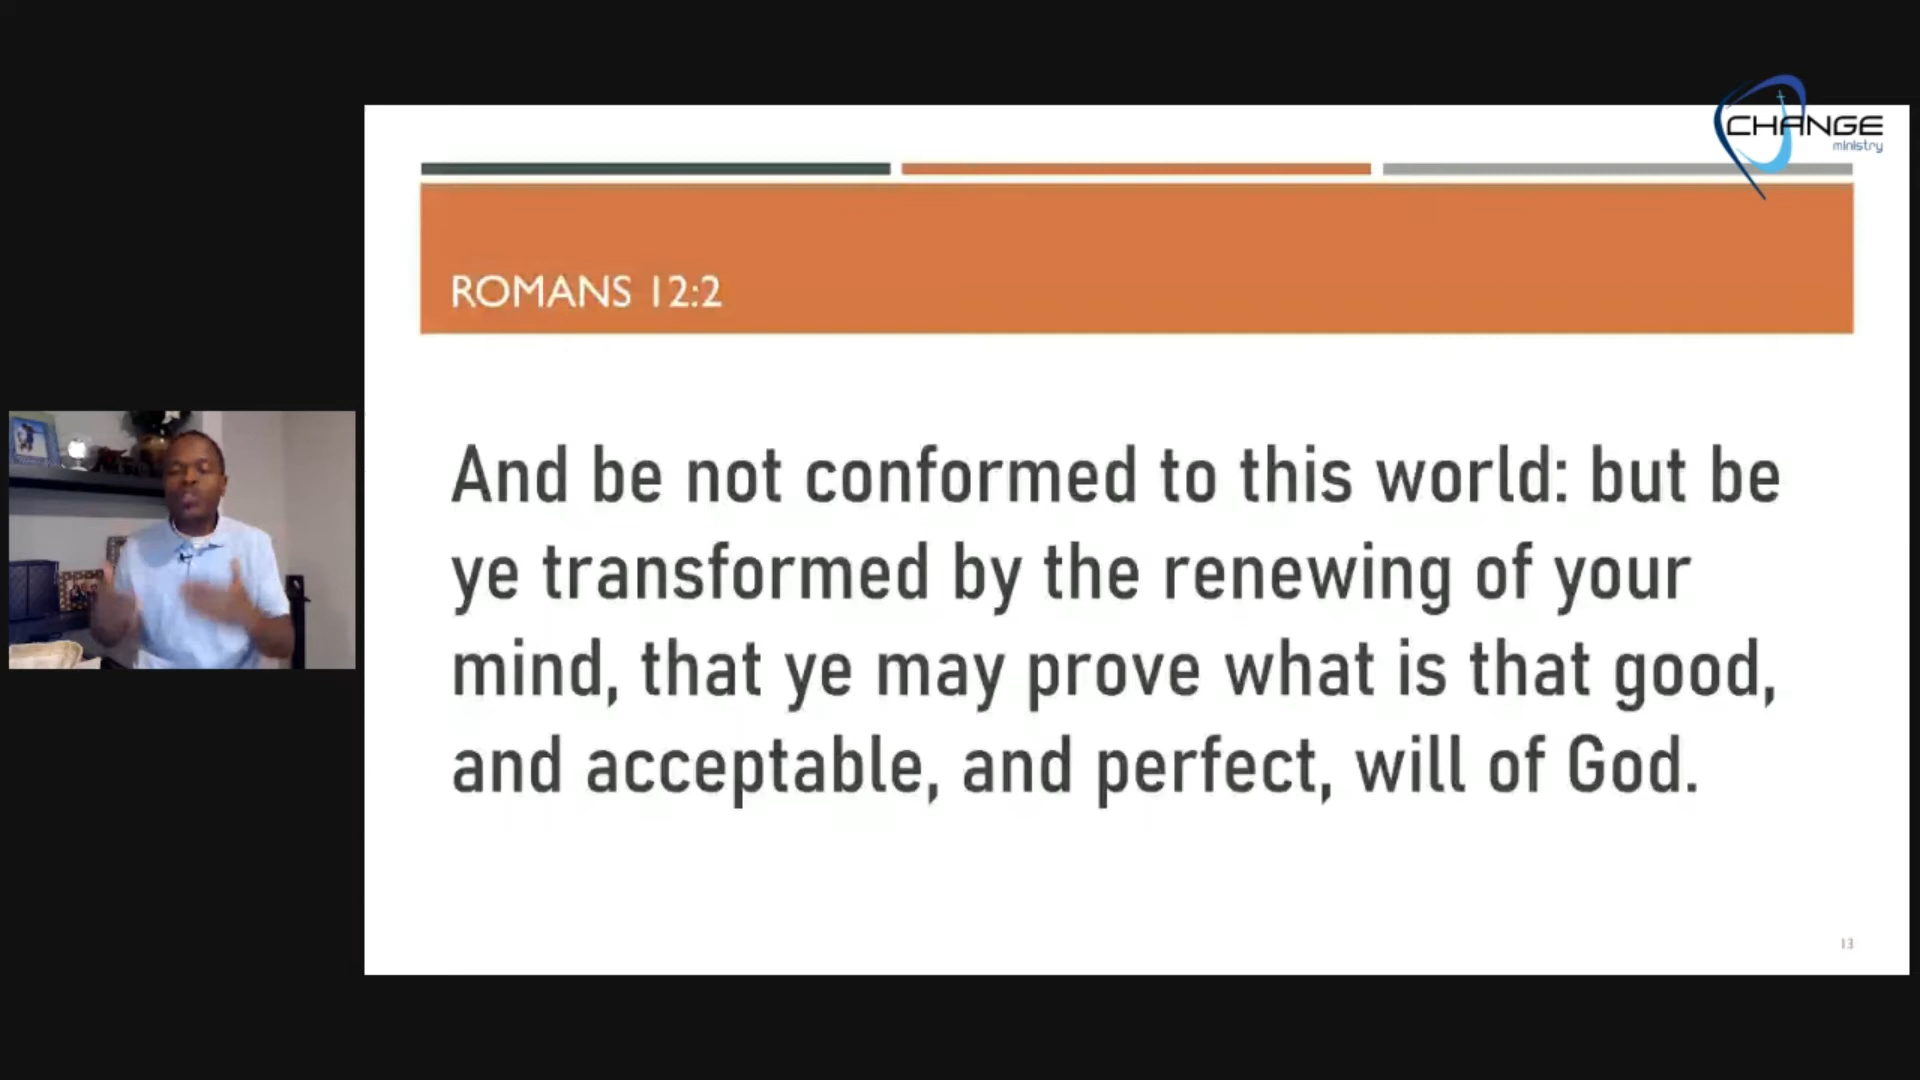 CHANGE
ministry
ROMANS 12:2
And be not conformed to this world: but be
ye transformed by the renewing of your
mind, that ye may prove what is that good,
and acceptable, and perfect, will of God.
13